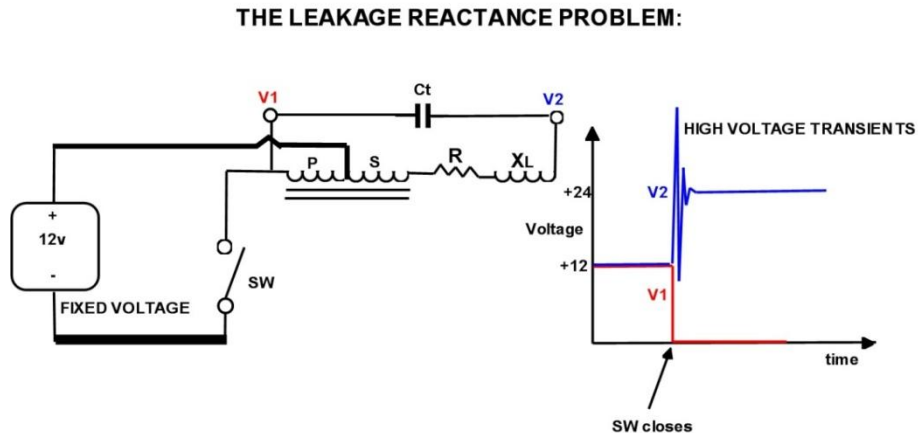 THE LEAKAGE REACTANCE PROBLEM:
V1
Ct
V2
P
S
R
XL
+
12v
-
FIXED VOLTAGE
SW
HIGH VOLTAGE TRANSIENTS
+24
V2
Voltage
+12
V1
time
SW closes